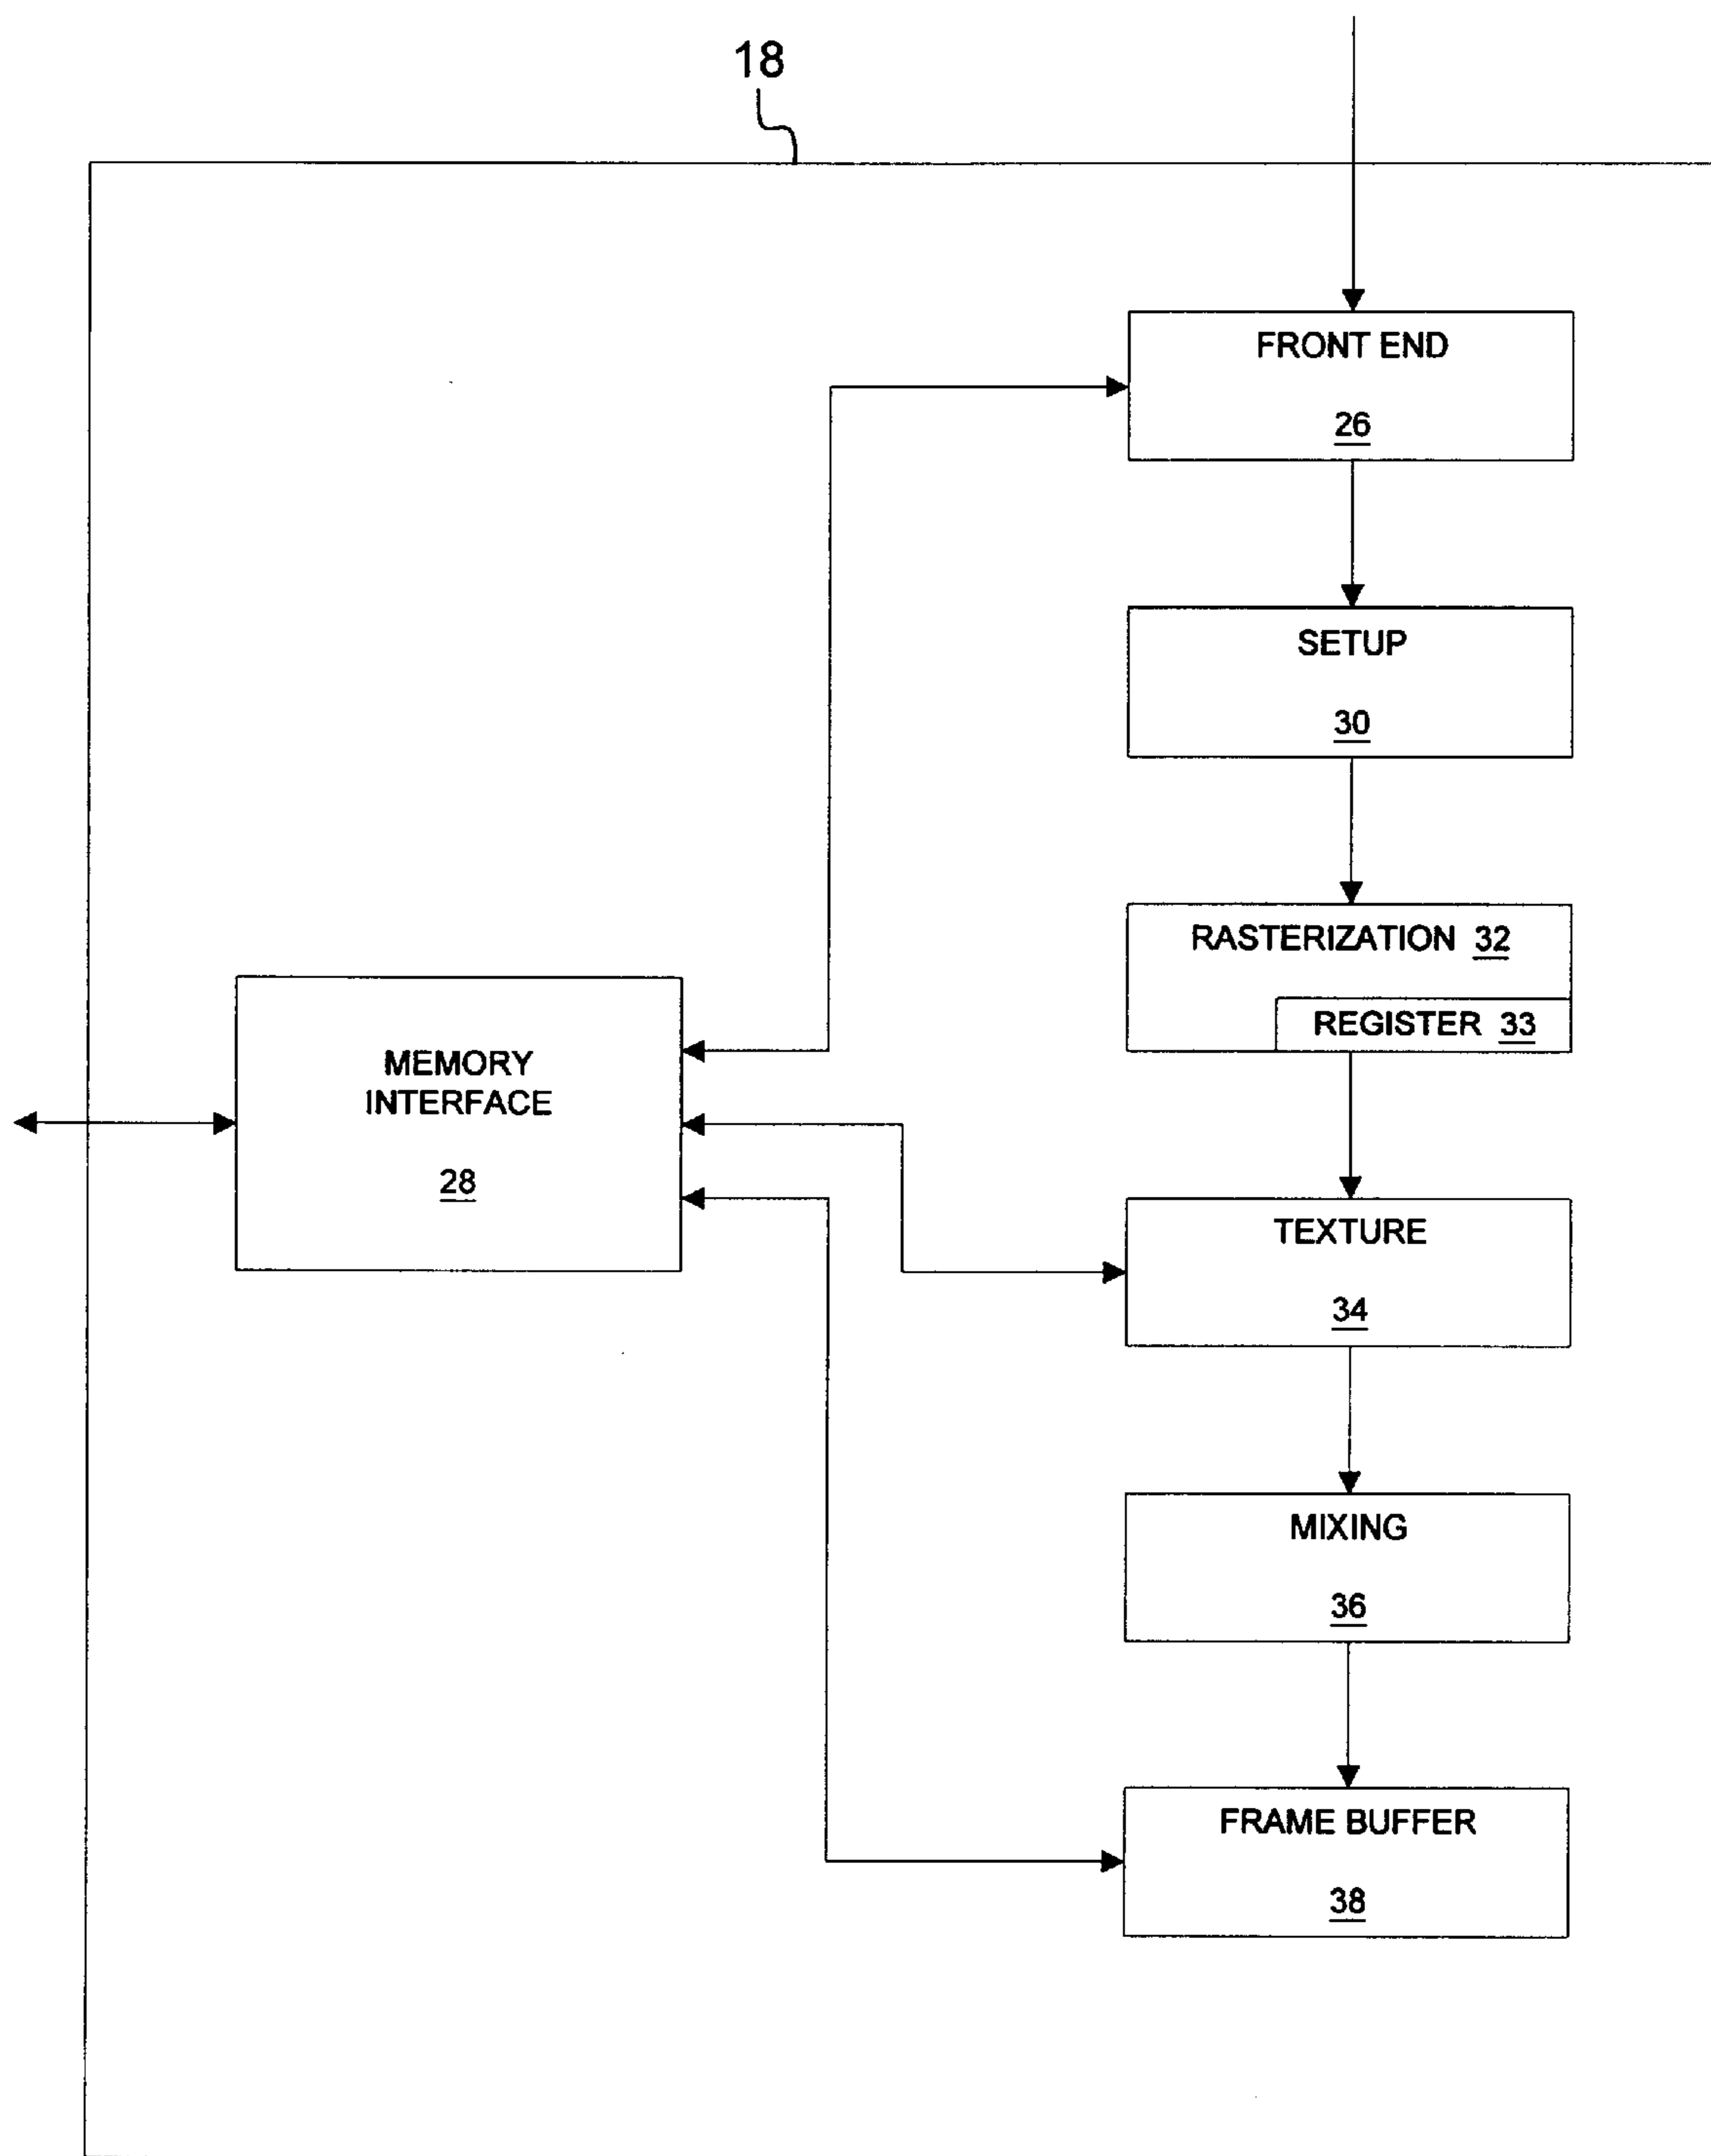 18
FRONT END
26
SETUP
30
RASTERIZATION 32
REGISTER 33
MEMORY
INTERFACE
28
TEXTURE
34
MIXING
36
FRAME BUFFER
38